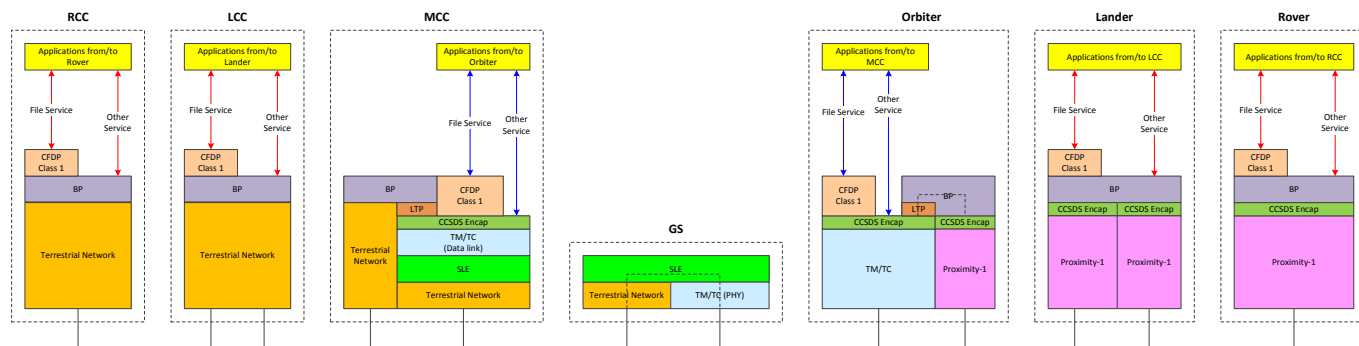 RCC
Applications from/to
Rover
File Service
Other
Service
CFDP
Class 1
BP
Terrestrial Network
LCC
Applications from/to
Lander
File Service
Other
Service
CFDP
Class 1
BP
Terrestrial Network
MCC
Applications from/to
Orbiter
File Service
Other
Service
BP
CFDP
Class 1
LTP
CCSDS Encap
Terrestrial
Network
TM/TC
(Data link)
SLE
Terrestrial Network
GS
SLE
Terrestrial Network
TM/TC (PHY)
Orbiter
Applications from/to
MCC
File Service
Other
Service
CFDP
Class 1
BP
LTP
CCSDS Encap
CCSDS Encap
TM/TC
Proximity-1
Lander
Applications from/to LCC
File Service
Other
Service
CFDP
Class 1
BP
CCSDS Encap
CCSDS Encap
Proximity-1
Proximity-1
Rover
Applications from/to RCC
File Service
Other
Service
CFDP
Class 1
BP
CCSDS Encap
Proximity-1